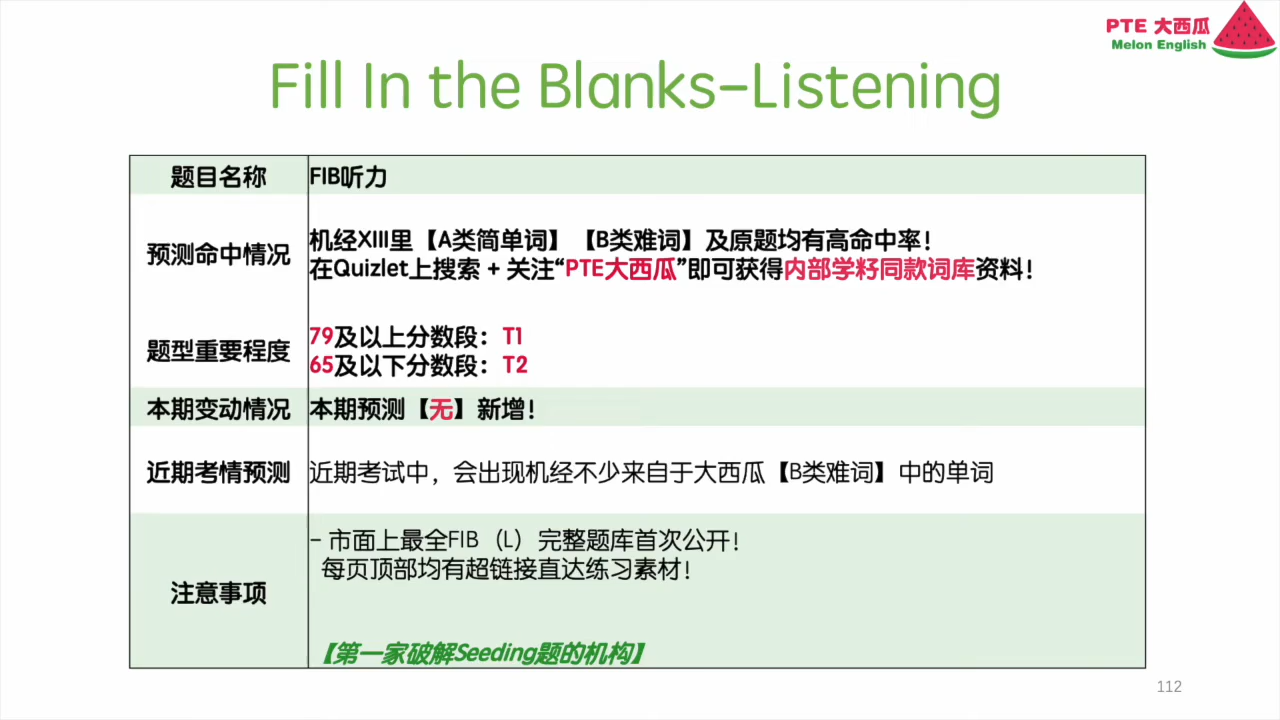 PTE 大西瓜
Melon English
Fill In the Blanks–Listening
题目名称
FIB听力
预测命中情况
机经XIII里【A类简单词】【B类难词】及原题均有高命中率!
在Quizlet上搜索 + 关注“PTE大西瓜”即可获得内部学籽同款词库资料!
题型重要程度
79及以上分数段：T1
65及以下分数段：T2
本期变动情况
本期预测【无】新增!
近期考情预测
近期考试中，会出现机经不少来自于大西瓜【B类难词】中的单词
注意事项
– 市面上最全FIB（L）完整题库首次公开!
每页顶部均有超链接直达练习素材!
【第一家破解Seeding题的机构】
112